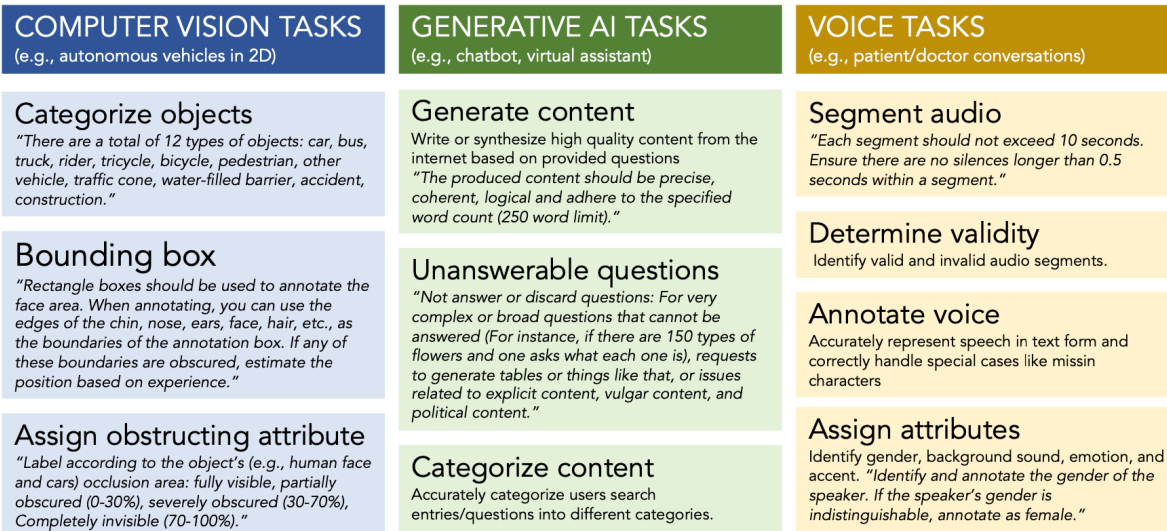 COMPUTER VISION TASKS
(e.g., autonomous vehicles in 2D)
Categorize objects
“There are a total of 12 types of objects: car, bus,
truck, rider, tricycle, bicycle, pedestrian, other
vehicle, traffic cone, water-filled barrier, accident,
construction.”
Bounding box
“Rectangle boxes should be used to annotate the
face area. When annotating, you can use the
edges of the chin, nose, ears, face, hair, etc., as
the boundaries of the annotation box. If any of
these boundaries are obscured, estimate the
position based on experience.”
Assign obstructing attribute
“Label according to the object’s (e.g., human face
and cars) occlusion area: fully visible, partially
obscured (0-30%), severely obscured (30-70%),
Completely invisible (70-100%).”
GENERATIVE AI TASKS
(e.g., chatbot, virtual assistant)
Generate content
Write or synthesize high quality content from the
internet based on provided questions
“The produced content should be precise,
coherent, logical and adhere to the specified
word count (250 word limit).”
Unanswerable questions
“Not answer or discard questions: For very
complex or broad questions that cannot be
answered (For instance, if there are 150 types of
flowers and one asks what each one is), requests
to generate tables or things like that, or issues
related to explicit content, vulgar content, and
political content.”
Categorize content
Accurately categorize users search
entries/questions into different categories.
VOICE TASKS
(e.g., patient/doctor conversations)
Segment audio
“Each segment should not exceed 10 seconds.
Ensure there are no silences longer than 0.5
seconds within a segment.”
Determine validity
Identify valid and invalid audio segments.
Annotate voice
Accurately represent speech in text form and
correctly handle special cases like missin
characters
Assign attributes
Identify gender, background sound, emotion, and
accent. “Identify and annotate the gender of the
speaker. If the speaker’s gender is
indistinguishable, annotate as female.”